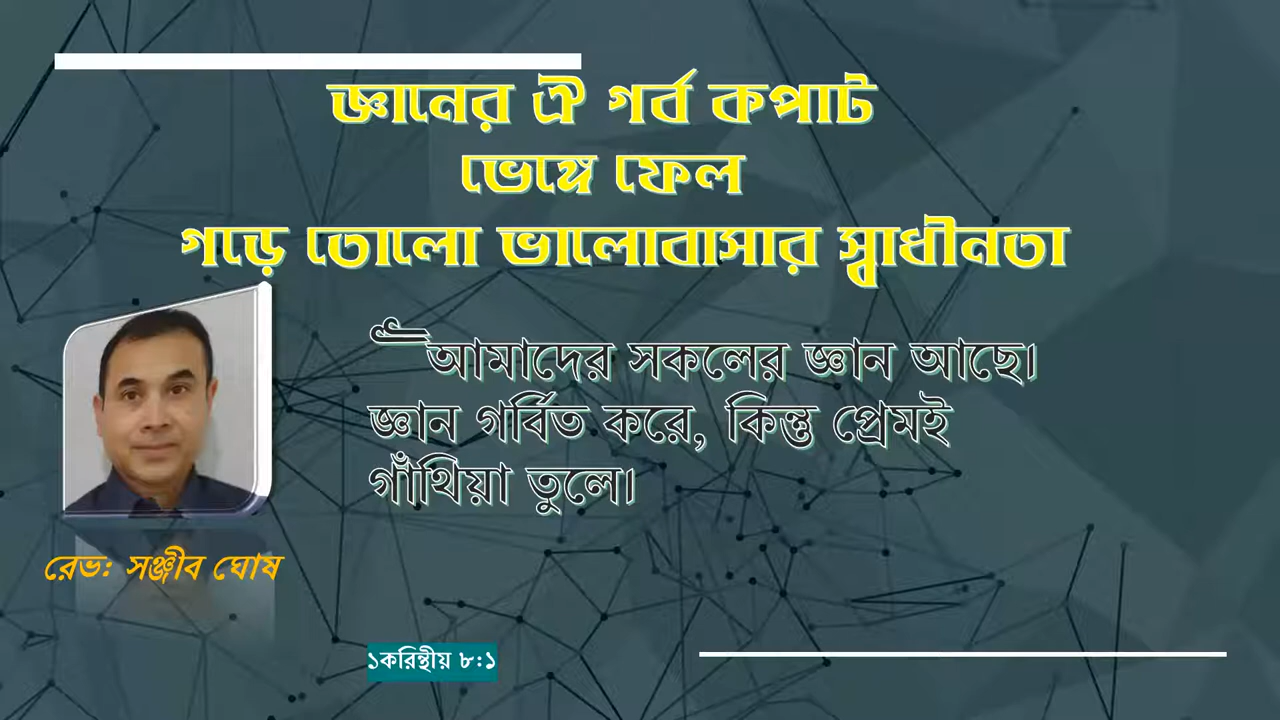 জ্ঞানের ঐ গর্ব কপাট
ভেঙ্গে ফেল
গড়ে তোলো ভালোবাসার স্বাধীনতা
আমাদের সকলের জ্ঞান আছে।
জ্ঞান গর্বিত করে, কিন্তু প্রেমই
গাঁথিয়া তুলে।
রেভঃ সঞ্জীব ঘোষ
১করিন্থীয় ৮:১